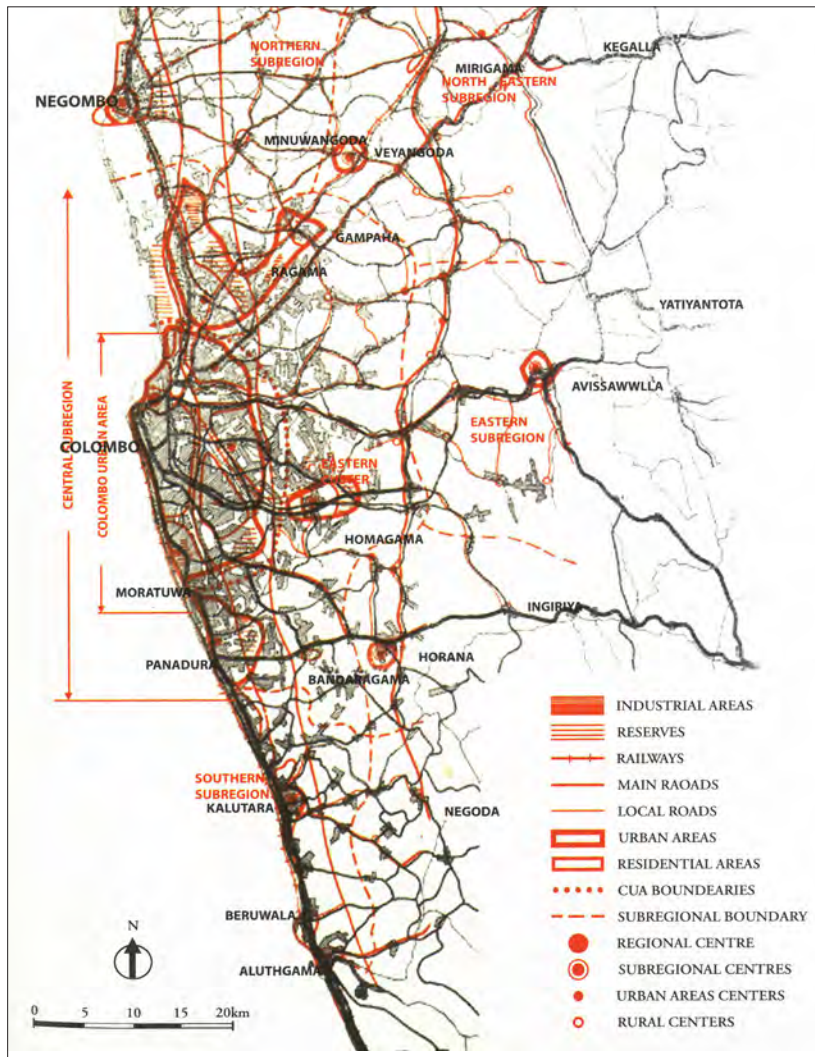 NORTHERN
SUBREGION
KEGALLA
MIRIGAMA
NORTH - EASTERN
SUBREGION
NEGOMBO
MINUWANGODA
VEYANGODA
GAMPAHA
RAGAMA
YATIYANTOTA
CENTRAL SUBREGION
COLOMBO URBAN AREA
AVISSAWWLLA
EASTERN
SUBREGION
COLOMBO
EASTERN
HOMAGAMA
MORATUWA
INGIRIYA
PANADURA
HORANA
BANDARAGAMA
SOUTHERN
SUBREGION
KALUTARA
NEGODA
BERUWALA
ALUTHGAMA
INDUSTRIAL AREAS
RESERVES
RAILWAYS
MAIN RAOADS
LOCAL ROADS
URBAN AREAS
RESIDENTIAL AREAS
CUA BOUNDEARIES
SUBREGIONAL BOUNDARY
REGIONAL CENTRE
SUBREGIONAL CENTRES
URBAN AREAS CENTERS
RURAL CENTERS
N
0 5 10 20km